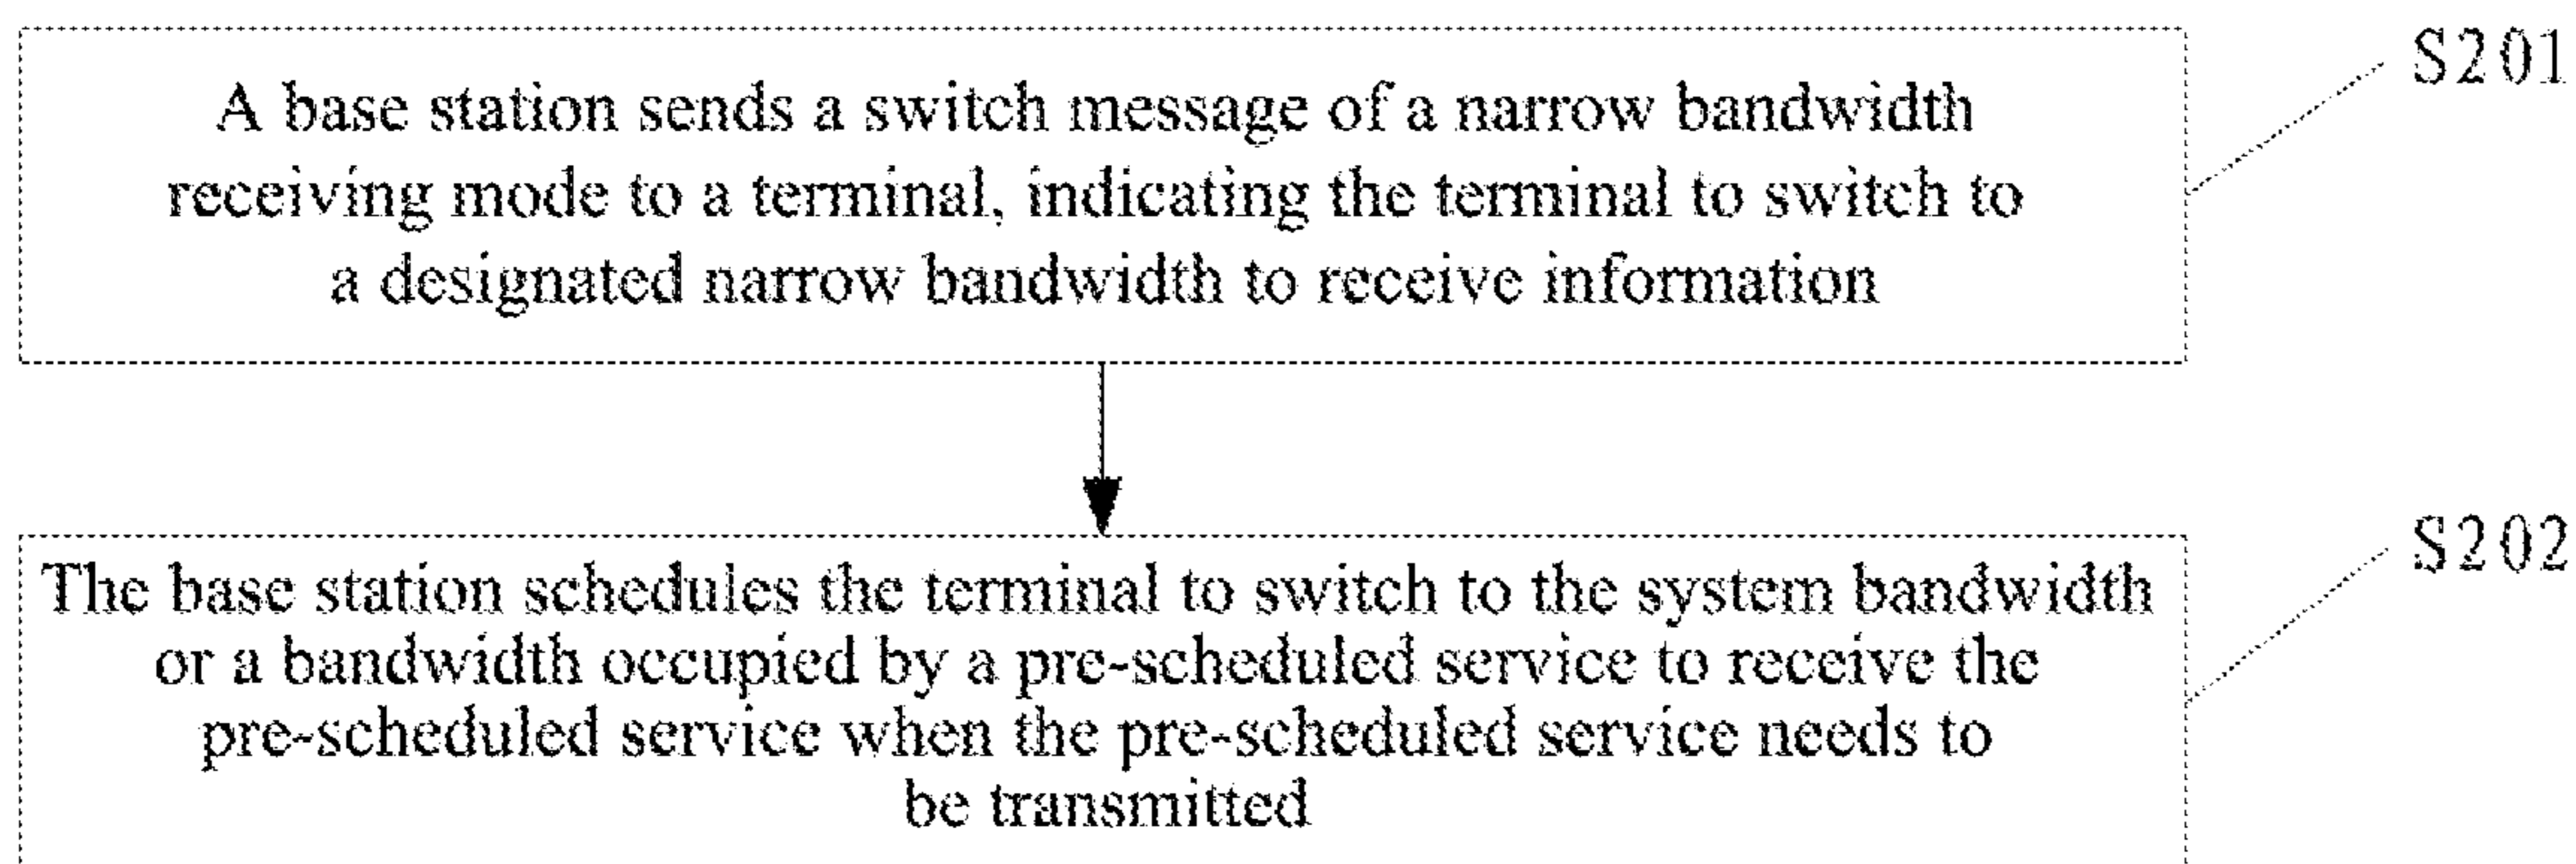 A base station sends a switch message of a narrow bandwidth
receiving mode to a terminal, indicating the terminal to switch to
a designated narrow bandwidth to receive information
S201
The base station schedules the terminal to switch to the system bandwidth
or a bandwidth occupied by a pre-scheduled service to receive the
pre-scheduled service when the pre-scheduled service needs to
be transmitted
S202